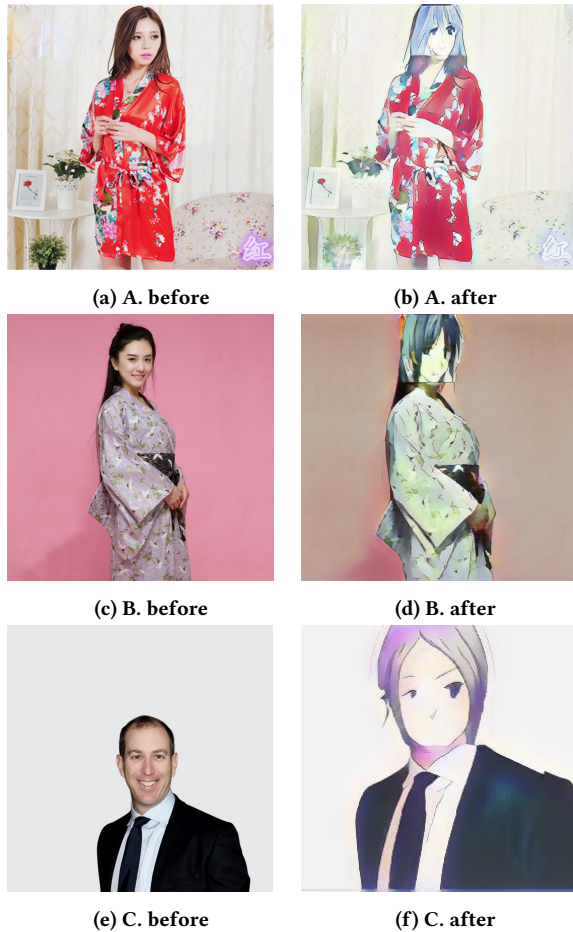 红
红
(a) A. before
(b) A. after
(c) B. before
(d) B. after
(e) C. before
(f) C. after